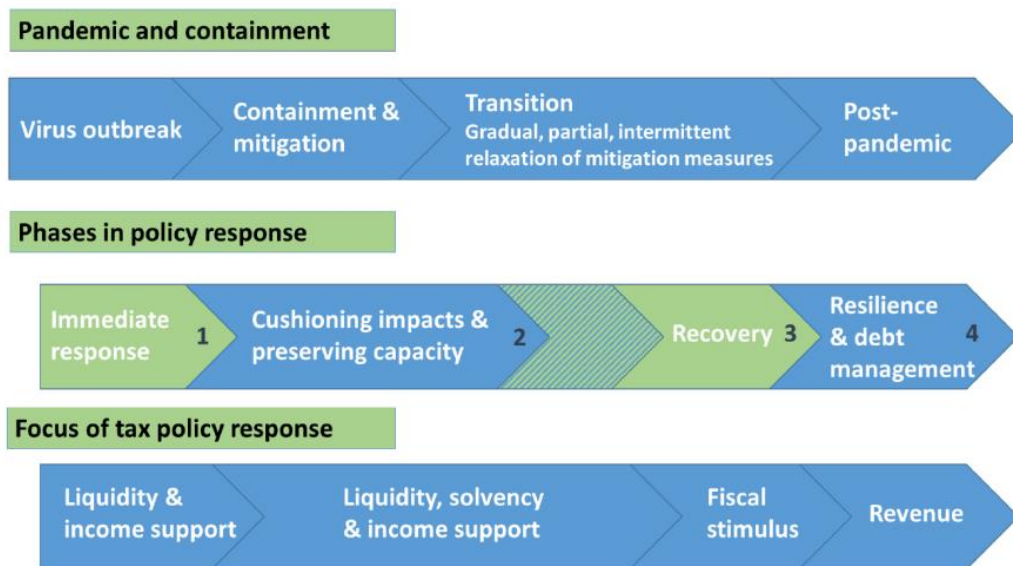 Pandemic and containment
Virus outbreak
Containment &
mitigation
Transition
Gradual, partial, intermittent
relaxation of mitigation measures
Post-
pandemic
Phases in policy response
Immediate
response
1
Cushioning impacts &
preserving capacity
2
Recovery
3
Resilience
& debt
management
4
Focus of tax policy response
Liquidity &
income support
Liquidity, solvency
& income support
Fiscal
stimulus
Revenue